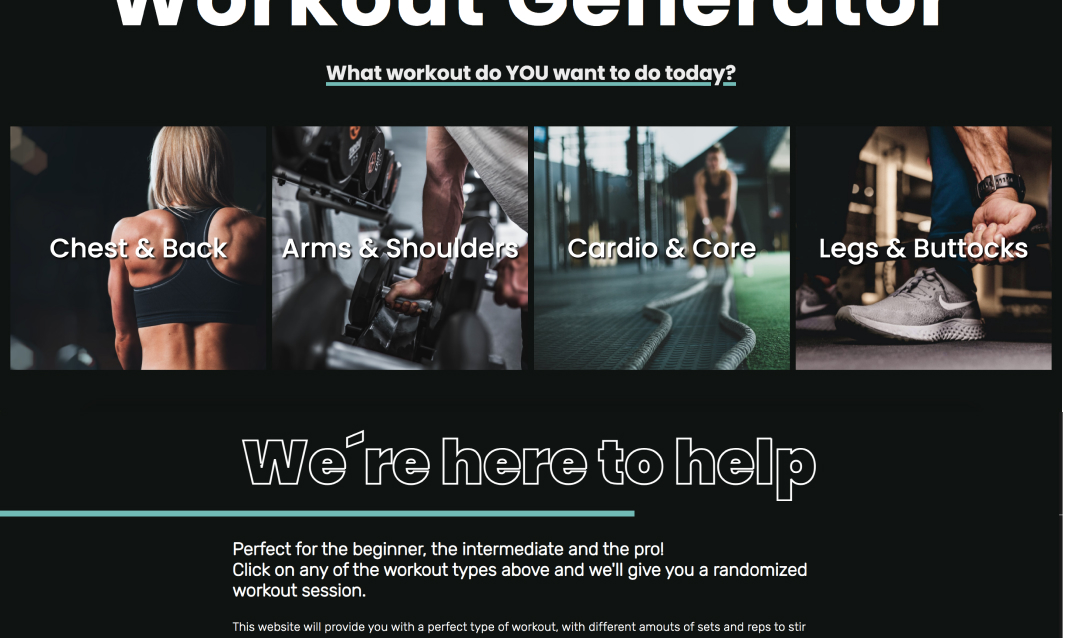 Workout Generator
What workout do YOU want to do today?
Chest & Back
Arms & Shoulders
Cardio & Core
Legs & Buttocks
We´re here to help
Perfect for the beginner, the intermediate and the pro!
Click on any of the workout types above and we'll give you a randomized
workout session.
This website will provide you with a perfect type of workout, with different amouts of sets and reps to stir